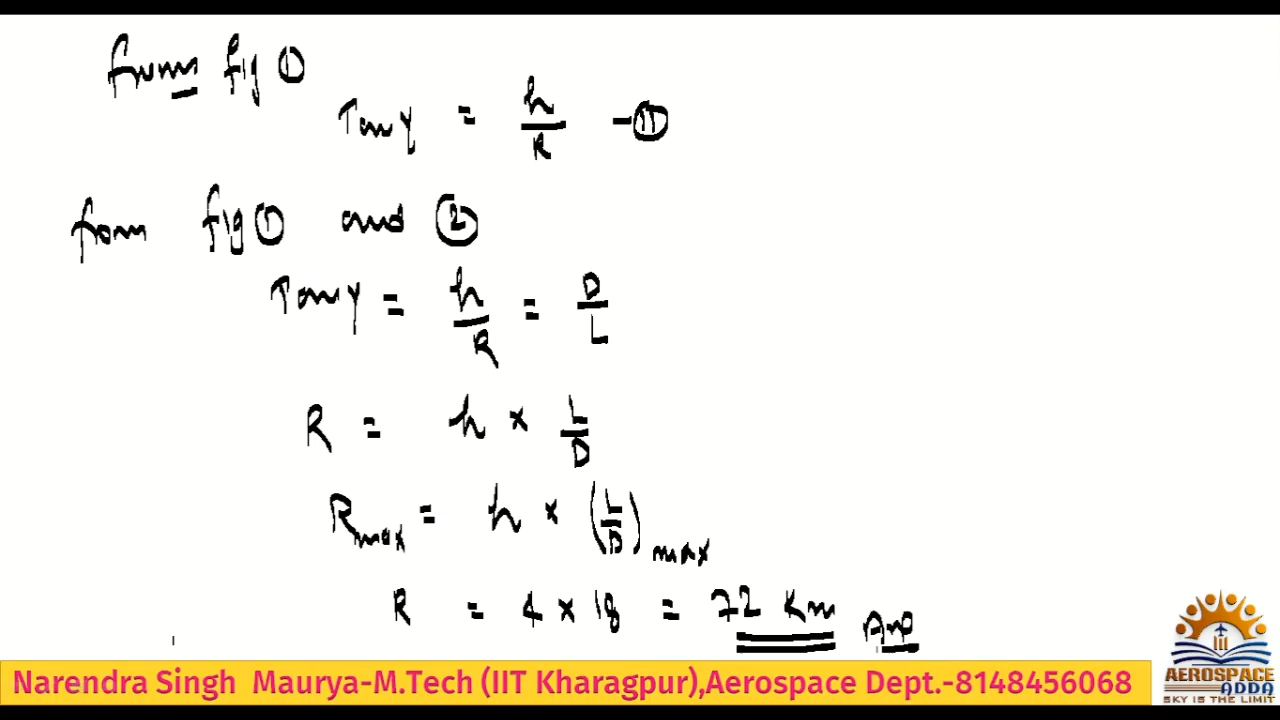 from fig ①
Tan γ = h/R - ⑪
from fig ① and ②
Tan γ = h/R = D/L
R = h × L/D
Rmax = h × (L/D)max
R = 4 × 18 = 72 Km Ans
Narendra Singh Maurya-M.Tech (IIT Kharagpur),Aerospace Dept.-8148456068
AEROSPACE
ADDA
SKY IS THE LIMIT